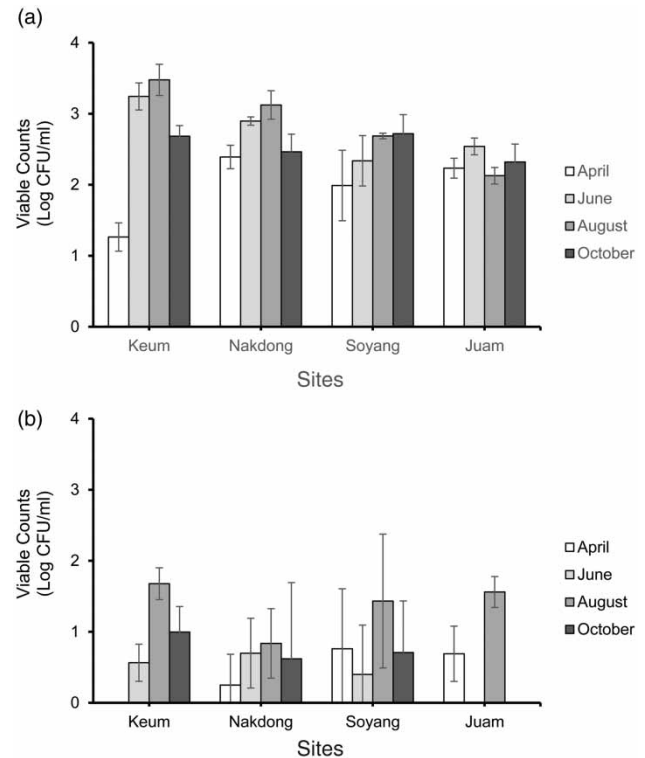 (a)
4
3
2
1
0
Viable Counts
(Log CFU/ml)
Keum Nakdong Soyang Juam
Sites
April
June
August
October
(b)
4
3
2
1
0
Viable Counts
(Log CFU/ml)
Keum Nakdong Soyang Juam
Sites
April
June
August
October